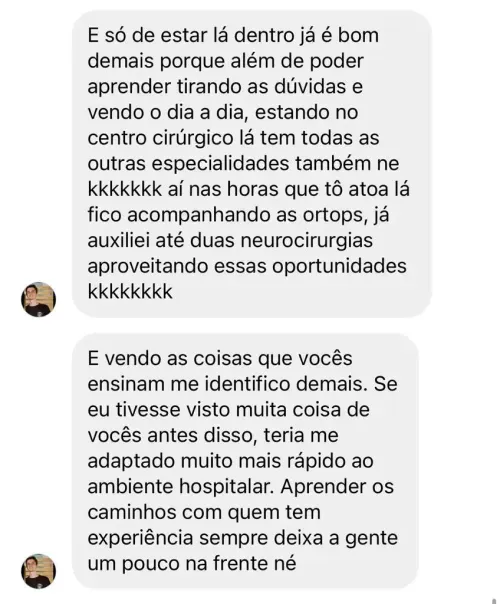 E só de estar lá dentro já é bom
demais porque além de poder
aprender tirando as dúvidas e
vendo o dia a dia, estando no
centro cirúrgico lá tem todas as
outras especialidades também ne
kkkkkkk aí nas horas que tô atoa lá
fico acompanhando as ortops, já
auxiliei até duas neurocirurgias
aproveitando essas oportunidades
kkkkkkkk
E vendo as coisas que vocês
ensinam me identifico demais. Se
eu tivesse visto muita coisa de
vocês antes disso, teria me
adaptado muito mais rápido ao
ambiente hospitalar. Aprender os
caminhos com quem tem
experiência sempre deixa a gente
um pouco na frente né